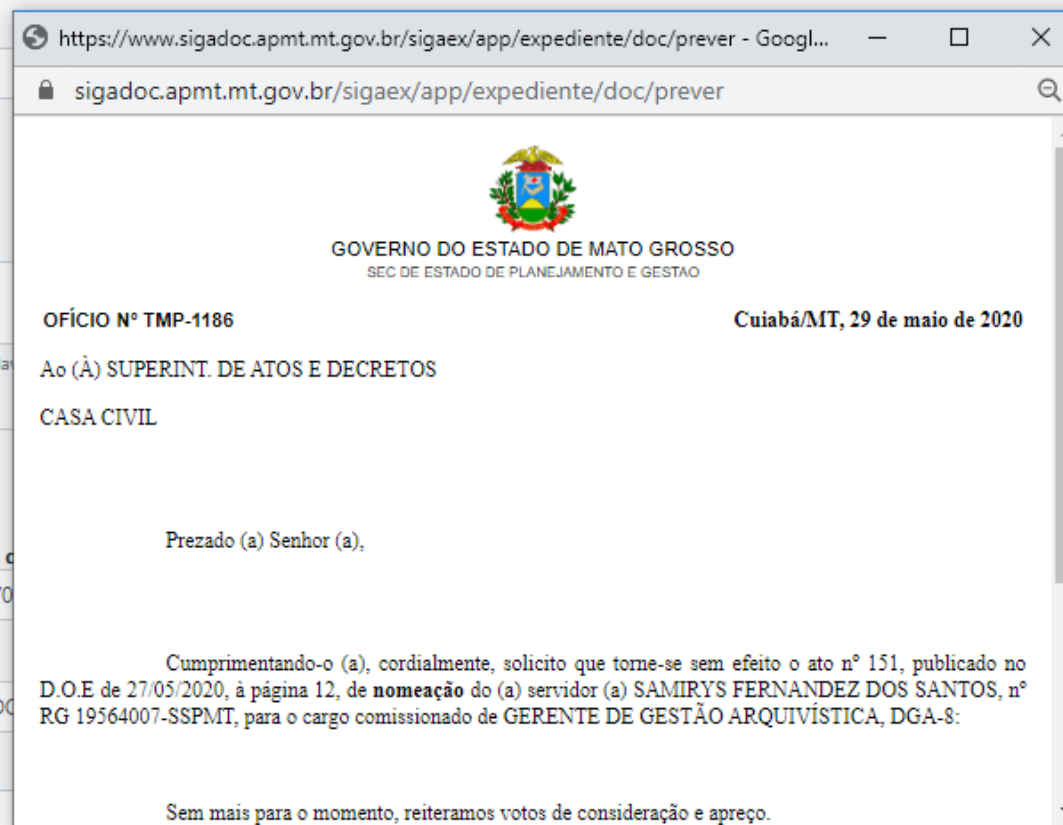 https://www.sigadoc.apmt.mt.gov.br/sigaex/app/expediente/doc/prever - Googl...
sigadoc.apmt.mt.gov.br/sigaex/app/expediente/doc/prever
GOVERNO DO ESTADO DE MATO GROSSO
SEC DE ESTADO DE PLANEJAMENTO E GESTAO
OFÍCIO Nº TMP-1186 Cuiabá/MT, 29 de maio de 2020
Ao (À) SUPERINT. DE ATOS E DECRETOS
CASA CIVIL
Prezado (a) Senhor (a),
Cumprimentando-o (a), cordialmente, solicito que torne-se sem efeito o ato nº 151, publicado no
D.O.E de 27/05/2020, à página 12, de nomeação do (a) servidor (a) SAMIRYS FERNANDEZ DOS SANTOS, nº
RG 19564007-SSPMT, para o cargo comissionado de GERENTE DE GESTÃO ARQUIVÍSTICA, DGA-8:
Sem mais para o momento, reiteramos votos de consideração e apreço.